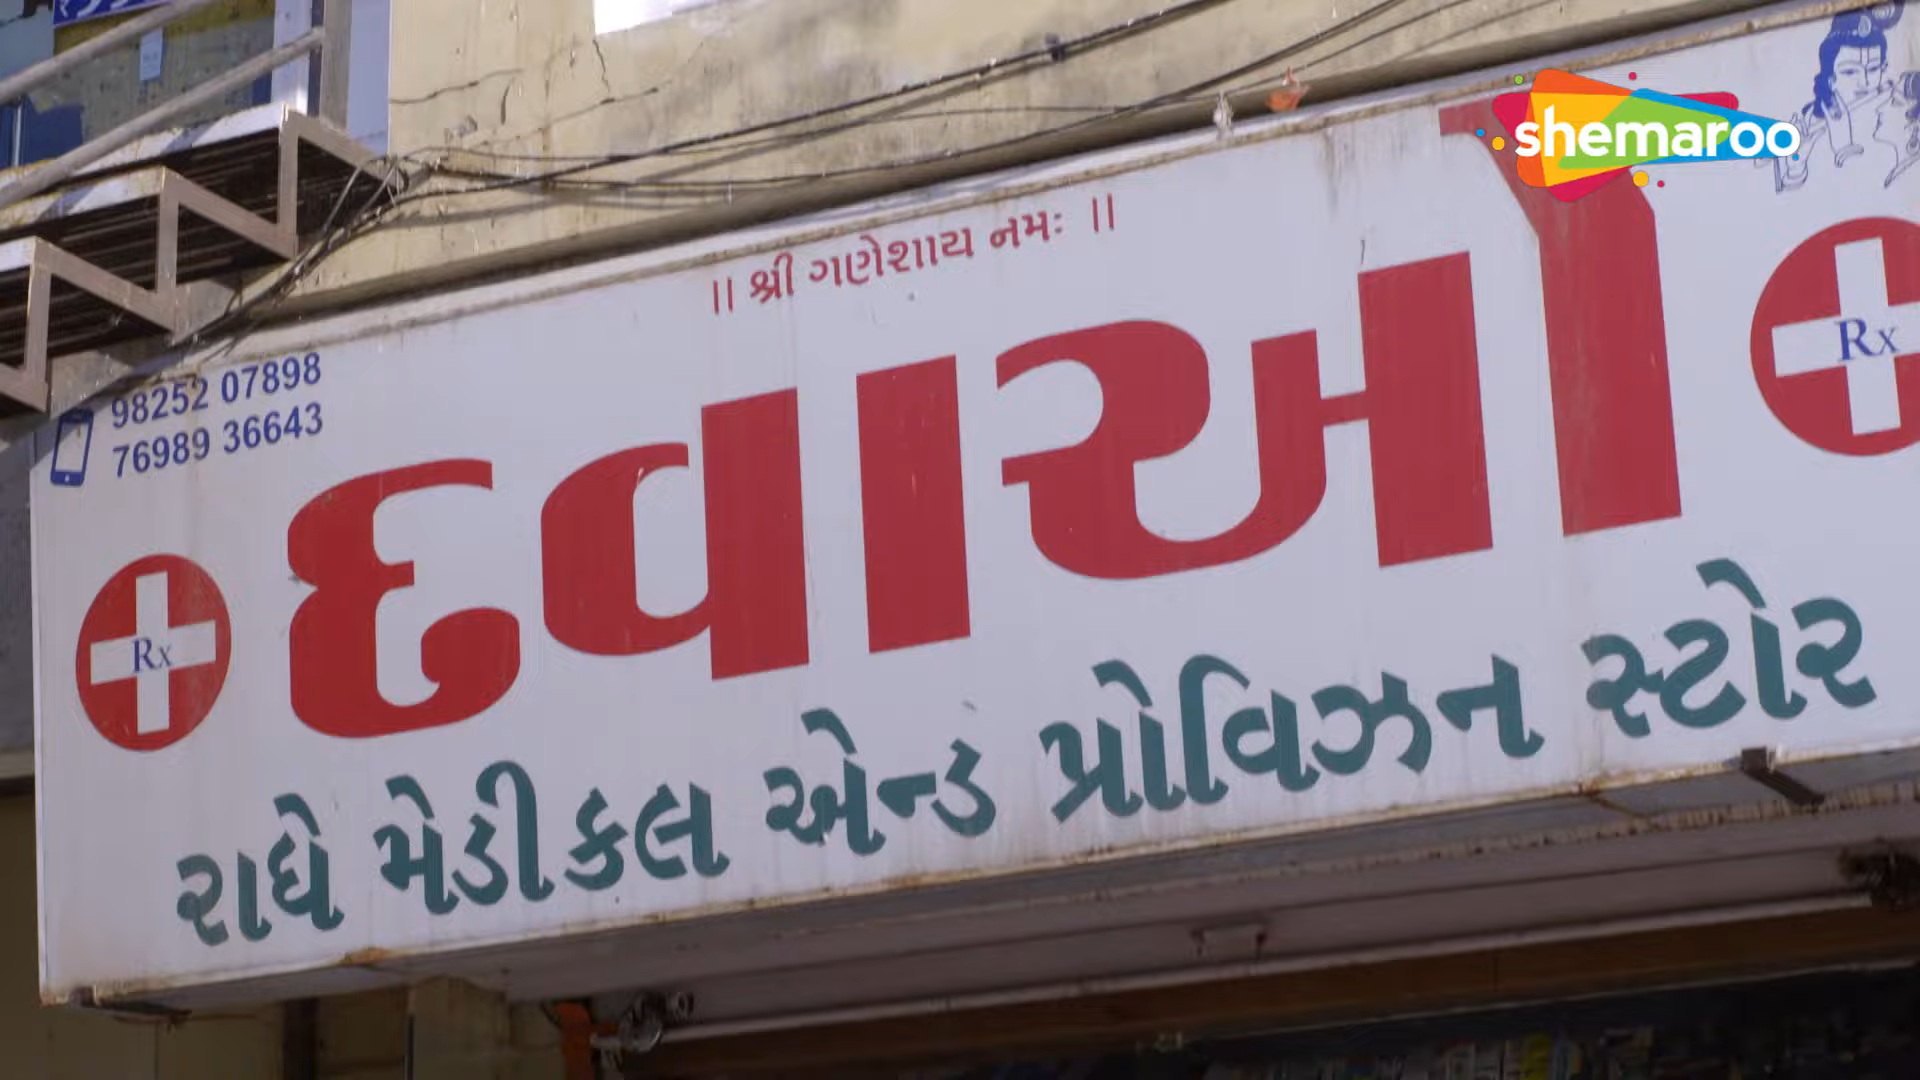 ॥ શ્રી ગણેશાય નમઃ ॥
98252 07898
76989 36643
દવાઓ
Rx
Rx
રાધે મેડીકલ એન્ડ પ્રોવિઝન સ્ટોર
shemaroo